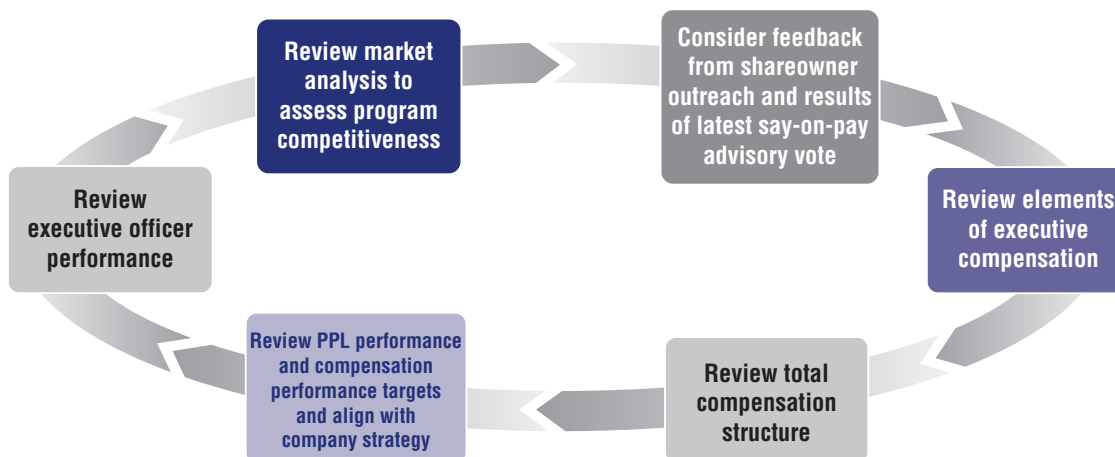 Review market
analysis to
assess program
competitiveness
Consider feedback
from shareowner
outreach and results
of latest say-on-pay
advisory vote
Review elements
of executive
compensation
Review total
compensation
structure
Review PPL performance
and compensation
performance targets
and align with
company strategy
Review
executive officer
performance